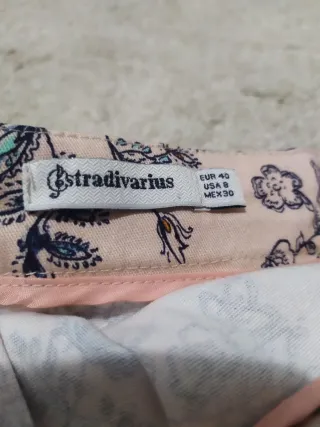 Stradivarius
EUR 40
USA 8
MEX 30